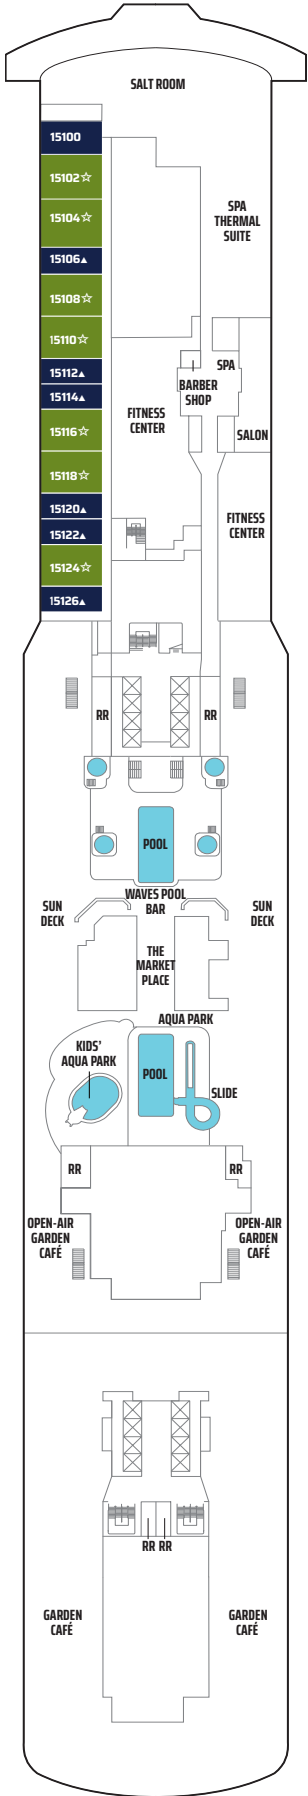 SALT ROOM
15100
15102☆
15104☆
15106▲
15108☆
15110☆
15112▲
15114▲
15116☆
15118☆
15120▲
15122▲
15124☆
15126▲
SPA
THERMAL
SUITE
SPA
BARBER
SHOP
FITNESS
CENTER
SALON
FITNESS
CENTER
RR
RR
POOL
WAVES POOL
BAR
SUN
DECK
SUN
DECK
THE
MARKET
PLACE
AQUA PARK
KIDS'
AQUA PARK
POOL
SLIDE
RR
RR
OPEN-AIR
GARDEN
CAFÉ
OPEN-AIR
GARDEN
CAFÉ
RR RR
GARDEN
CAFÉ
GARDEN
CAFÉ